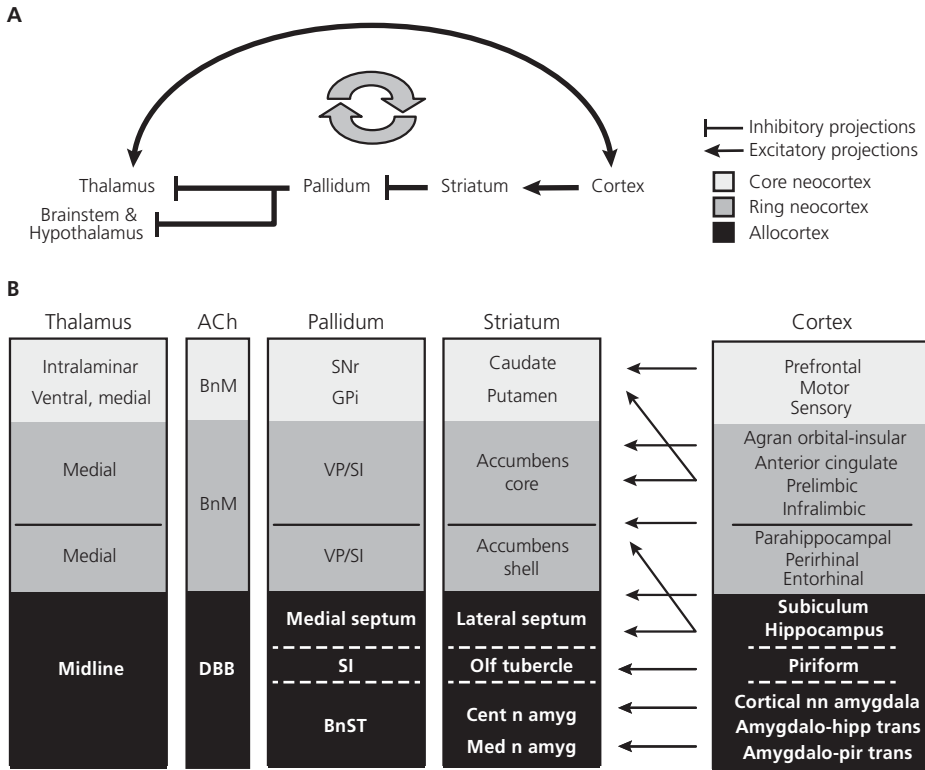 A
Thalamus
Pallidum
Striatum
Cortex
Brainstem &
Hypothalamus
Inhibitory projections
Excitatory projections
Core neocortex
Ring neocortex
Allocortex
B
Thalamus
Intralaminar
Ventral, medial
Medial
Medial
Midline
ACh
BnM
BnM
DBB
Pallidum
SNr
GPi
VP/SI
VP/SI
Medial septum
SI
BnST
Striatum
Caudate
Putamen
Accumbens
core
Accumbens
shell
Lateral septum
Olf tubercle
Cent n amyg
Med n amyg
Cortex
Prefrontal
Motor
Sensory
Agran orbital-insular
Anterior cingulate
Prelimbic
Infralimbic
Parahippocampal
Perirhinal
Entorhinal
Subiculum
Hippocampus
Piriform
Cortical nn amygdala
Amygdalo-hipp trans
Amygdalo-pir trans